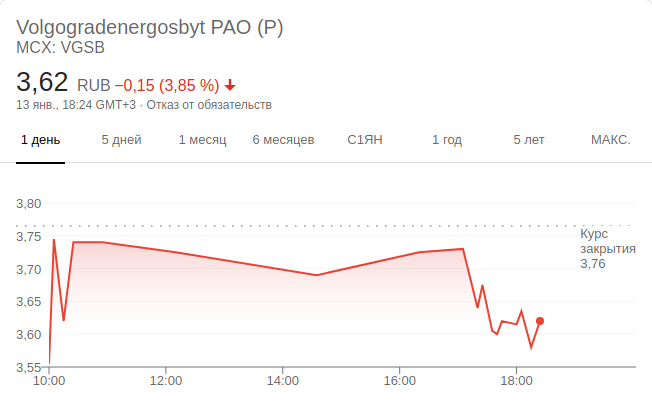 Volgogradenergosbyt PAO (P)
MCX: VGSB
3,62 RUB −0,15 (3,85 %)
13 янв., 18:24 GMT+3 · Отказ от обязательств
1 день 5 дней 1 месяц 6 месяцев С1ЯН 1 год 5 лет МАКС.
3,80
3,75
3,70
3,65
3,60
3,55
Курс
закрытия
3,76
10:00 12:00 14:00 16:00 18:00